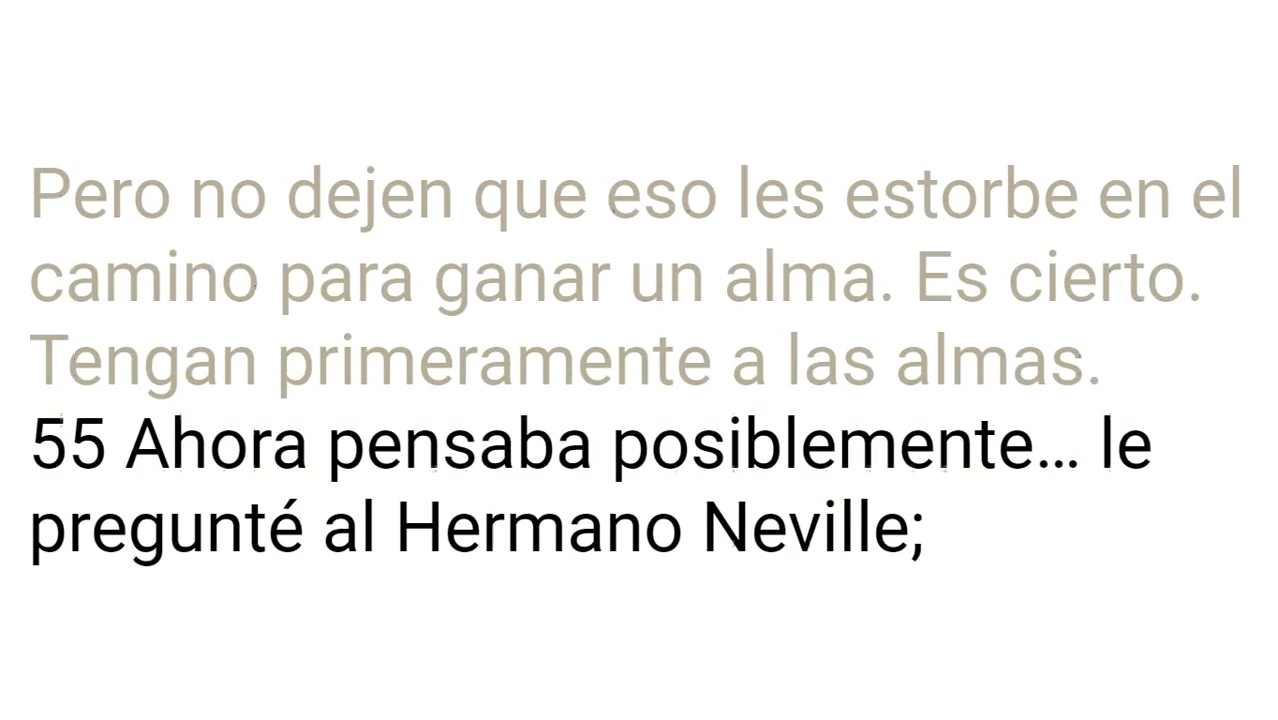 Pero no dejen que eso les estorbe en el
camino para ganar un alma. Es cierto.
Tengan primeramente a las almas.
55 Ahora pensaba posiblemente… le
pregunté al Hermano Neville;